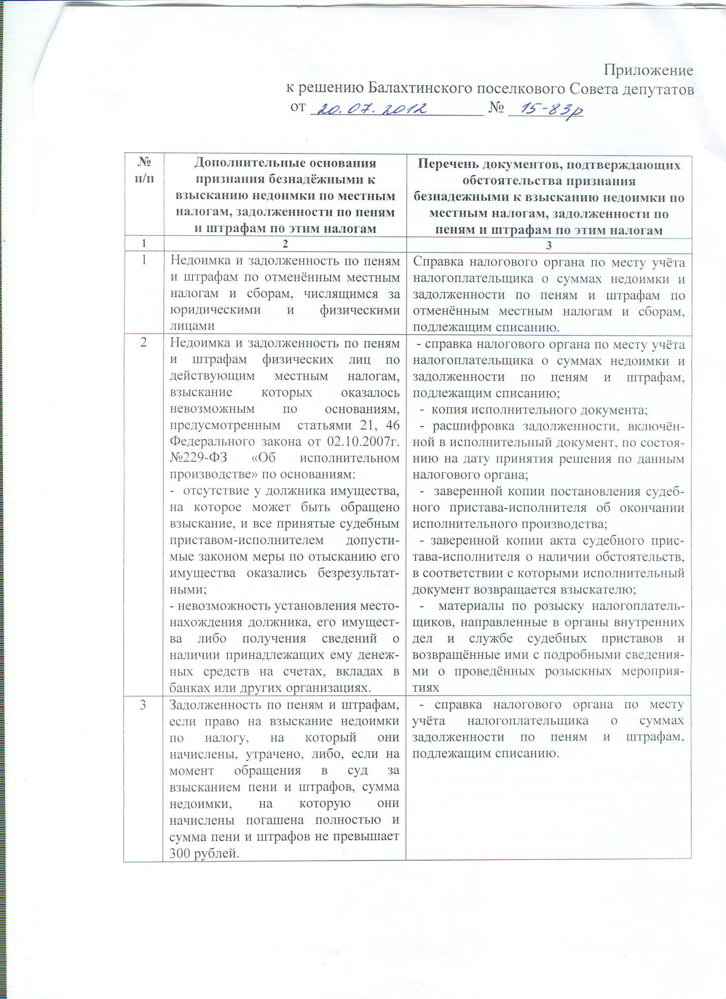 Приложение
к решению Балахтинского поселкового Совета депутатов
от 20.07.2012 № 15-83р
№
п/п
Дополнительные основания
признания безнадёжными к
взысканию недоимки по местным
налогам, задолженности по пеням
и штрафам по этим налогам
Перечень документов, подтверждающих
обстоятельства признания
безнадежными к взысканию недоимки по
местным налогам, задолженности по
пеням и штрафам по этим налогам
1
2
3
1
Недоимка и задолженность по пеням
и штрафам по отменённым местным
налогам и сборам, числящимся за
юридическими и физическими
лицами
Справка налогового органа по месту учёта
налогоплательщика о суммах недоимки и
задолженности по пеням и штрафам по
отменённым местным налогам и сборам,
подлежащим списанию.
2
Недоимка и задолженность по пеням
и штрафам физических лиц по
действующим местным налогам,
взыскание которых оказалось
невозможным по основаниям,
предусмотренным статьями 21, 46
Федерального закона от 02.10.2007г.
№229-ФЗ «Об исполнительном
производстве» по основаниям:
- отсутствие у должника имущества,
на которое может быть обращено
взыскание, и все принятые судебным
приставом-исполнителем допусти-
мые законом меры по отысканию его
имущества оказались безрезультат-
ными;
- невозможность установления место-
нахождения должника, его имущест-
ва либо получения сведений о
наличии принадлежащих ему денеж-
ных средств на счетах, вкладах в
банках или других организациях.
- справка налогового органа по месту учёта
налогоплательщика о суммах недоимки и
задолженности по пеням и штрафам,
подлежащим списанию;
- копия исполнительного документа;
- расшифровка задолженности, включён-
ной в исполнительный документ, по состоя-
нию на дату принятия решения по данным
налогового органа;
- заверенной копии постановления судеб-
ного пристава-исполнителя об окончании
исполнительного производства;
- заверенной копии акта судебного прис-
тава-исполнителя о наличии обстоятельств,
в соответствии с которыми исполнительный
документ возвращается взыскателю;
- материалы по розыску налогоплатель-
щиков, направленные в органы внутренних
дел и службе судебных приставов и
возвращённые ими с подробными сведения-
ми о проведённых розыскных мероприя-
тиях
3
Задолженность по пеням и штрафам,
если право на взыскание недоимки
по налогу, на который они
начислены, утрачено, либо, если на
момент обращения в суд за
взысканием пени и штрафов, сумма
недоимки, на которую они
начислены погашена полностью и
сумма пени и штрафов не превышает
300 рублей.
- справка налогового органа по месту
учёта налогоплательщика о суммах
задолженности по пеням и штрафам,
подлежащим списанию.